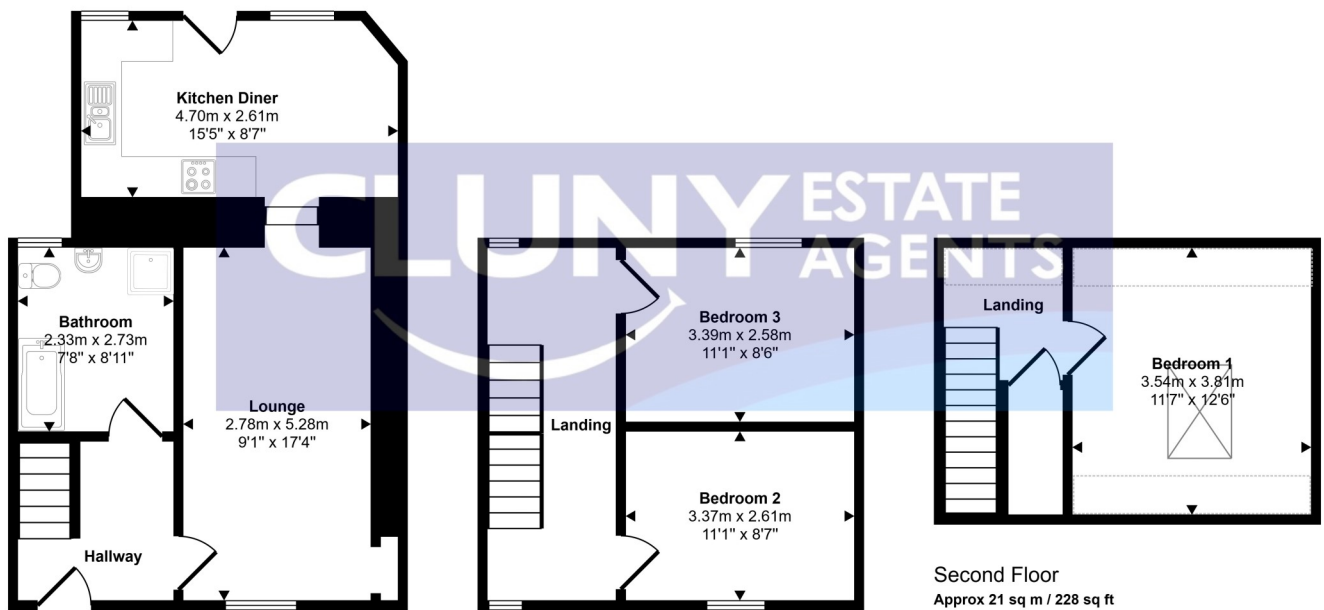 Kitchen Diner
4.70m x 2.61m
15'5" x 8'7"
CLUNY ESTATE
AGENTS
Bathroom
2.33m x 2.73m
7'8" x 8'11"
Lounge
2.78m x 5.28m
9'1" x 17'4"
Hallway
Landing
Bedroom 3
3.39m x 2.58m
11'1" x 8'6"
Bedroom 2
3.37m x 2.61m
11'1" x 8'7"
Landing
Bedroom 1
3.54m x 3.81m
11'7" x 12'6"
Second Floor
Approx 21 sq m / 228 sq ft